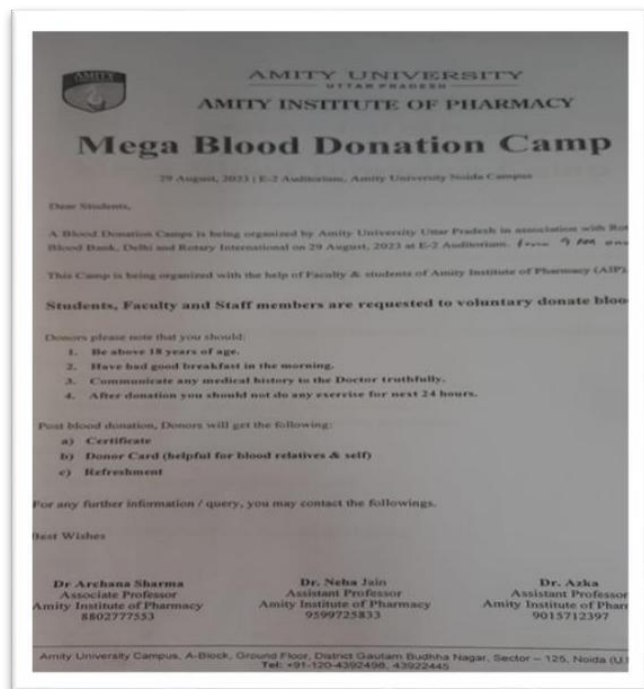 AMITY
AMITY UNIVERSITY
UTTAR PRADESH
AMITY INSTITUTE OF PHARMACY
Mega Blood Donation Camp
29 August, 2023 | E-2 Auditorium, Amity University Noida Campus
Dear Students,
A Blood Donation Camps is being organized by Amity University Uttar Pradesh in association with Rot
Blood Bank, Delhi and Rotary International on 29 August, 2023 at E-2 Auditorium. from 9 AM
This Camp is being organized with the help of Faculty & students of Amity Institute of Pharmacy (AIP).
Students, Faculty and Staff members are requested to voluntary donate bloo
Donors please note that you should:
1. Be above 18 years of age.
2. Have had good breakfast in the morning.
3. Communicate any medical history to the Doctor truthfully.
4. After donation you should not do any exercise for next 24 hours.
Post blood donation, Donors will get the following:
a) Certificate
b) Donor Card (helpful for blood relatives & self)
c) Refreshment
For any further information / query, you may contact the followings.
Best Wishes
Dr Archana Sharma Dr. Neha Jain Dr. Azka
Associate Professor Assistant Professor Assistant Professor
Amity Institute of Pharmacy Amity Institute of Pharmacy Amity Institute of Phar
8802777553 9599725833 9015712397
Amity University Campus, A-Block, Ground Floor, District Gautam Budhha Nagar, Sector – 125, Noida (U.
Tel: +91-120-4392498, 43922445